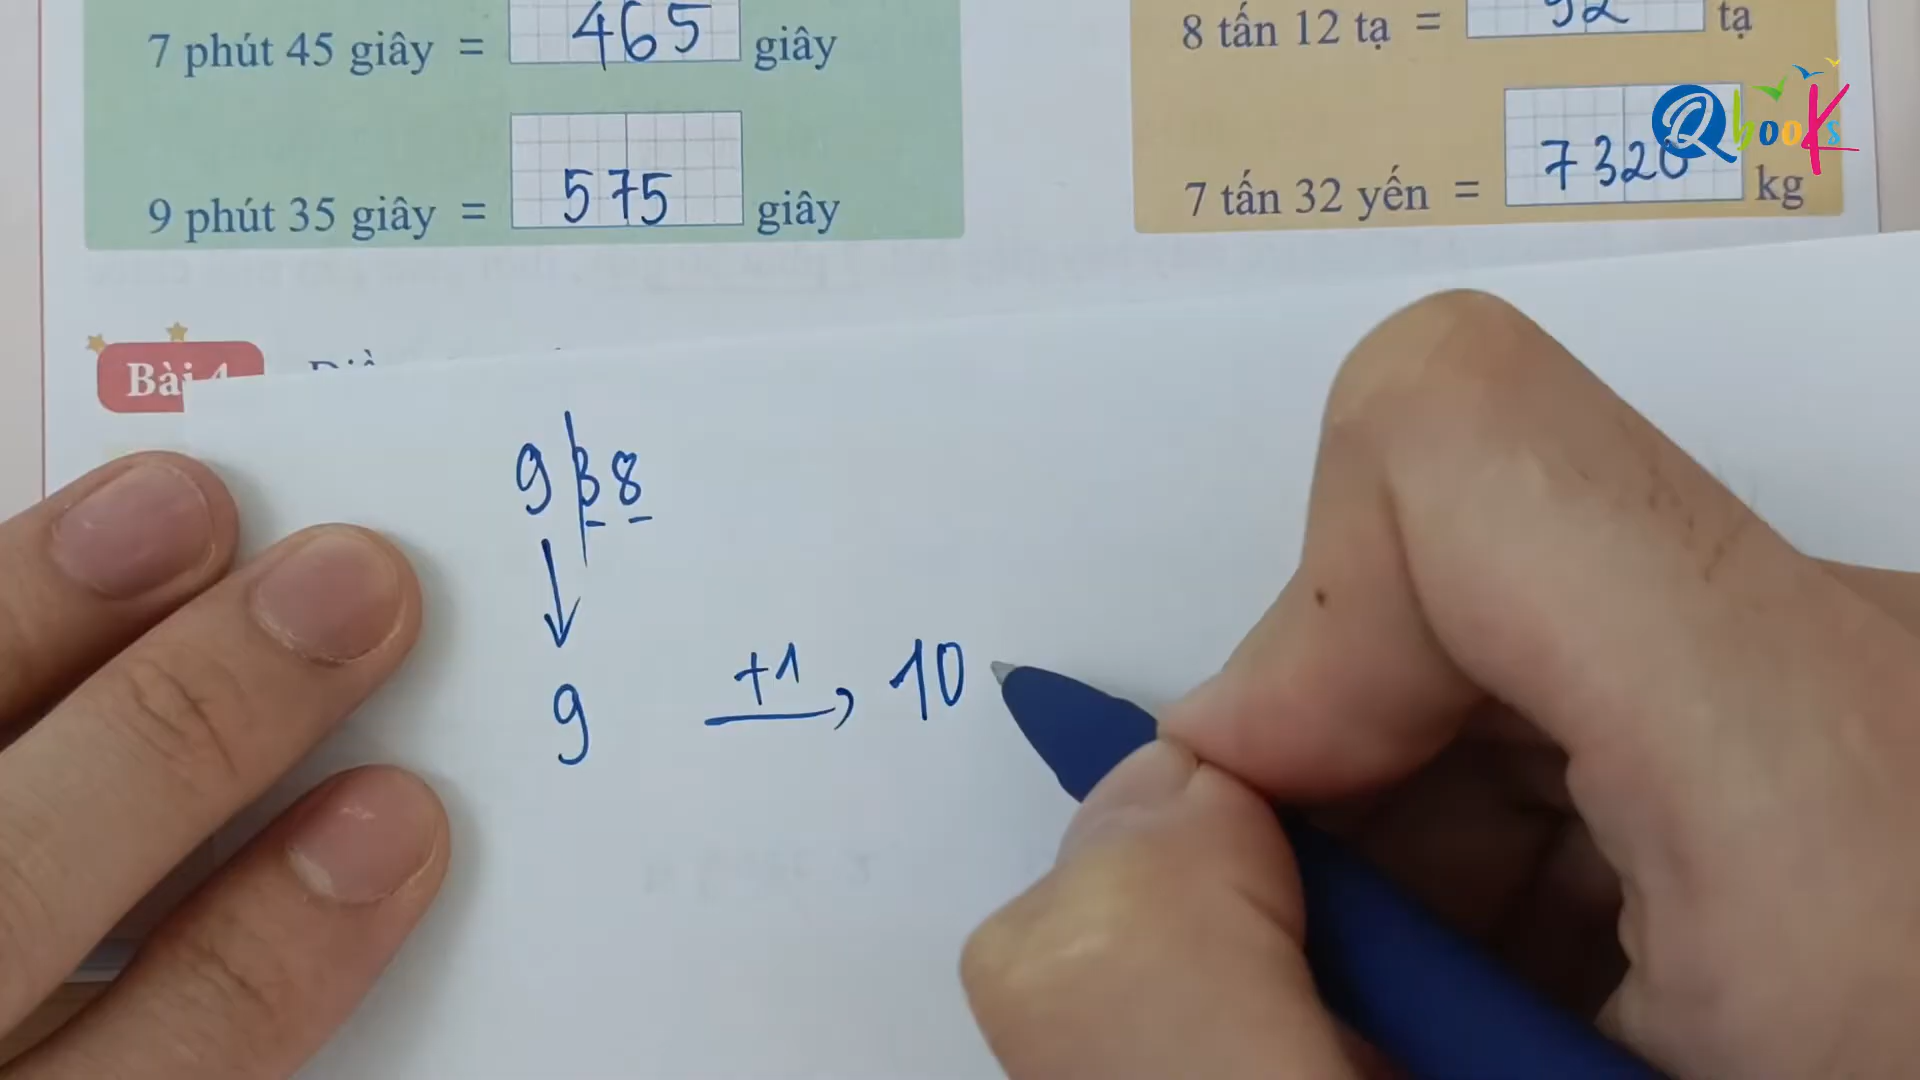 7 phút 45 giây = 465 giây
9 phút 35 giây = 575 giây
8 tấn 12 tạ = 92 tạ
7 tấn 32 yến = 7320 kg
Qbooks
Bài 4
938
9 +1, 10